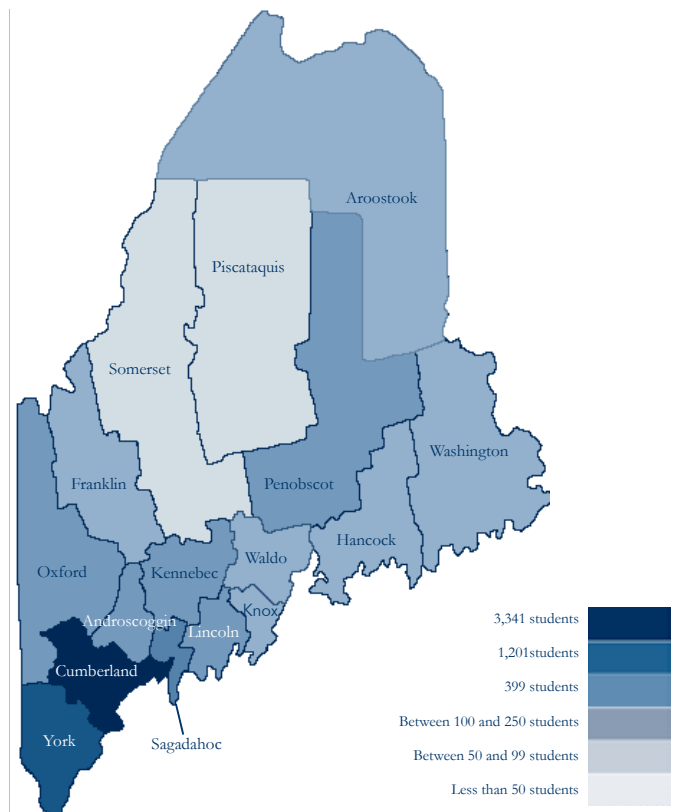 Aroostook
Piscataquis
Somerset
Washington
Franklin
Penobscot
Hancock
Waldo
Oxford
Kennebec
Knox
Androscoggin
Lincoln
Cumberland
York
Sagadahoc
3,341 students
1,201students
399 students
Between 100 and 250 students
Between 50 and 99 students
Less than 50 students